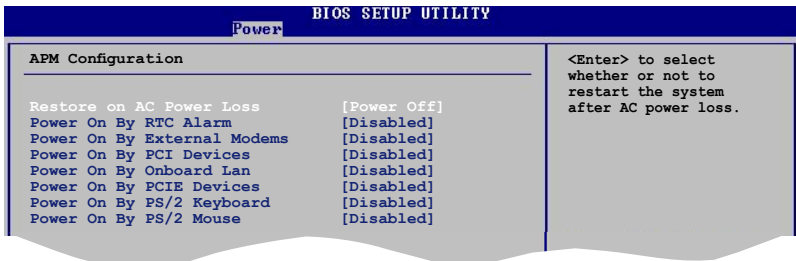 BIOS SETUP UTILITY
Power
APM Configuration
Restore on AC Power Loss [Power Off]
Power On By RTC Alarm [Disabled]
Power On By External Modems [Disabled]
Power On By PCI Devices [Disabled]
Power On By Onboard Lan [Disabled]
Power On By PCIE Devices [Disabled]
Power On By PS/2 Keyboard [Disabled]
Power On By PS/2 Mouse [Disabled]
<Enter> to select
whether or not to
restart the system
after AC power loss.